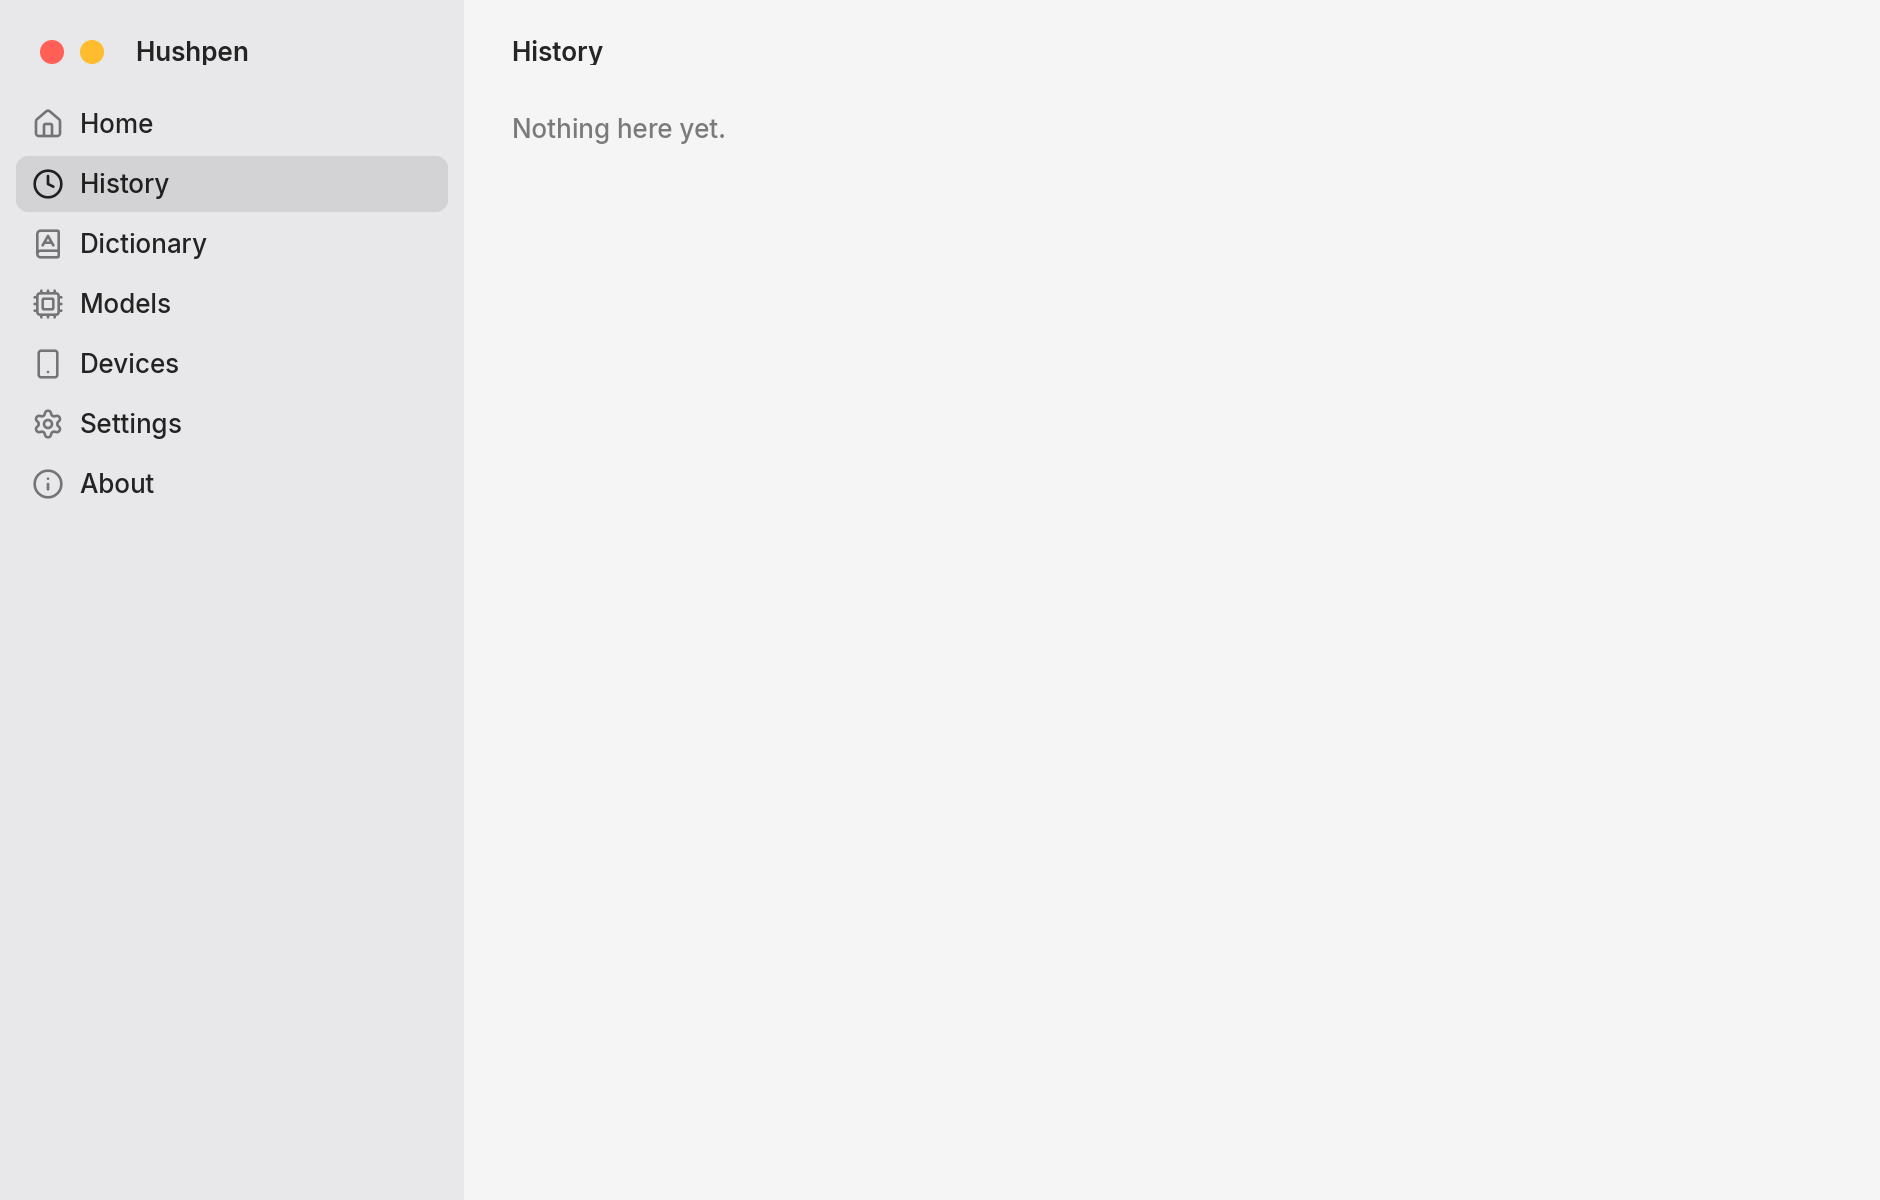 Hushpen
Home
History
Dictionary
Models
Devices
Settings
About
History
Nothing here yet.